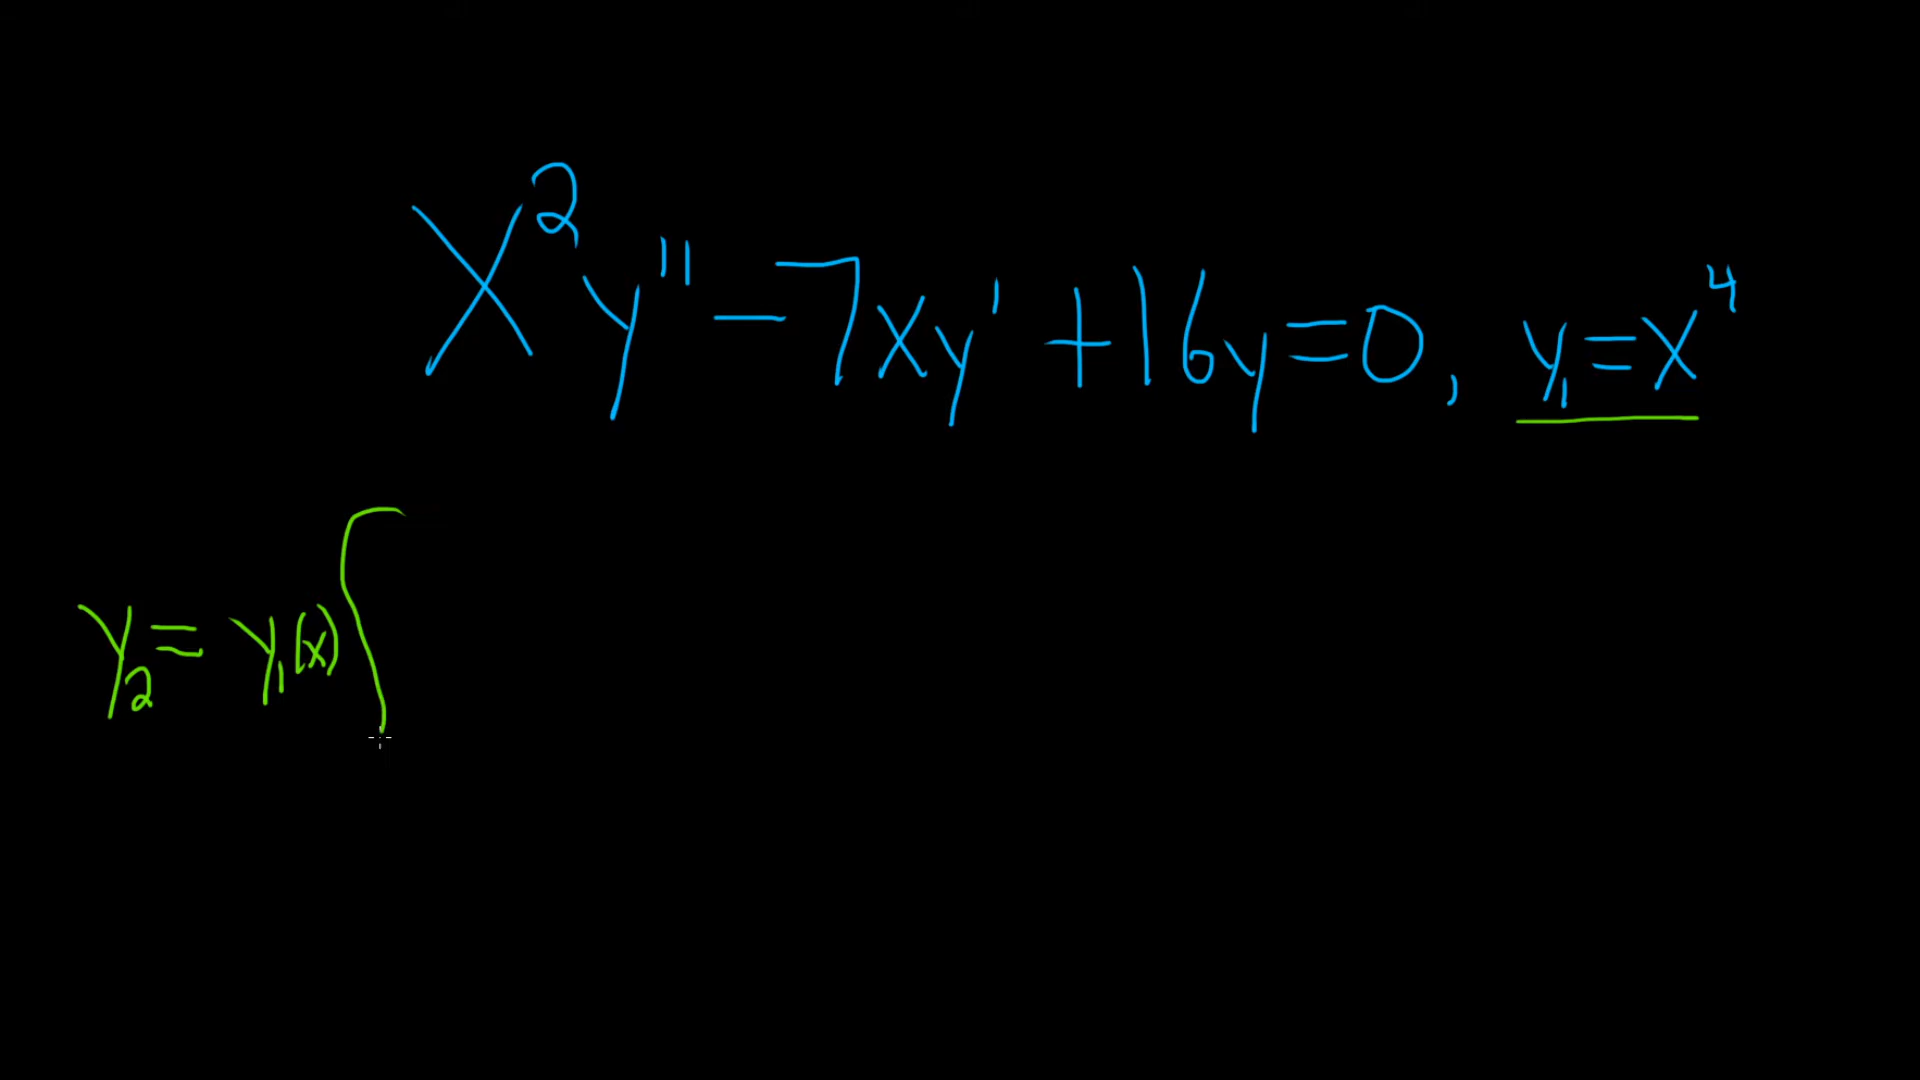 x²y'' - 7xy' + 16y = 0, y₁ = x⁴
y₂ = y₁(x) ∫